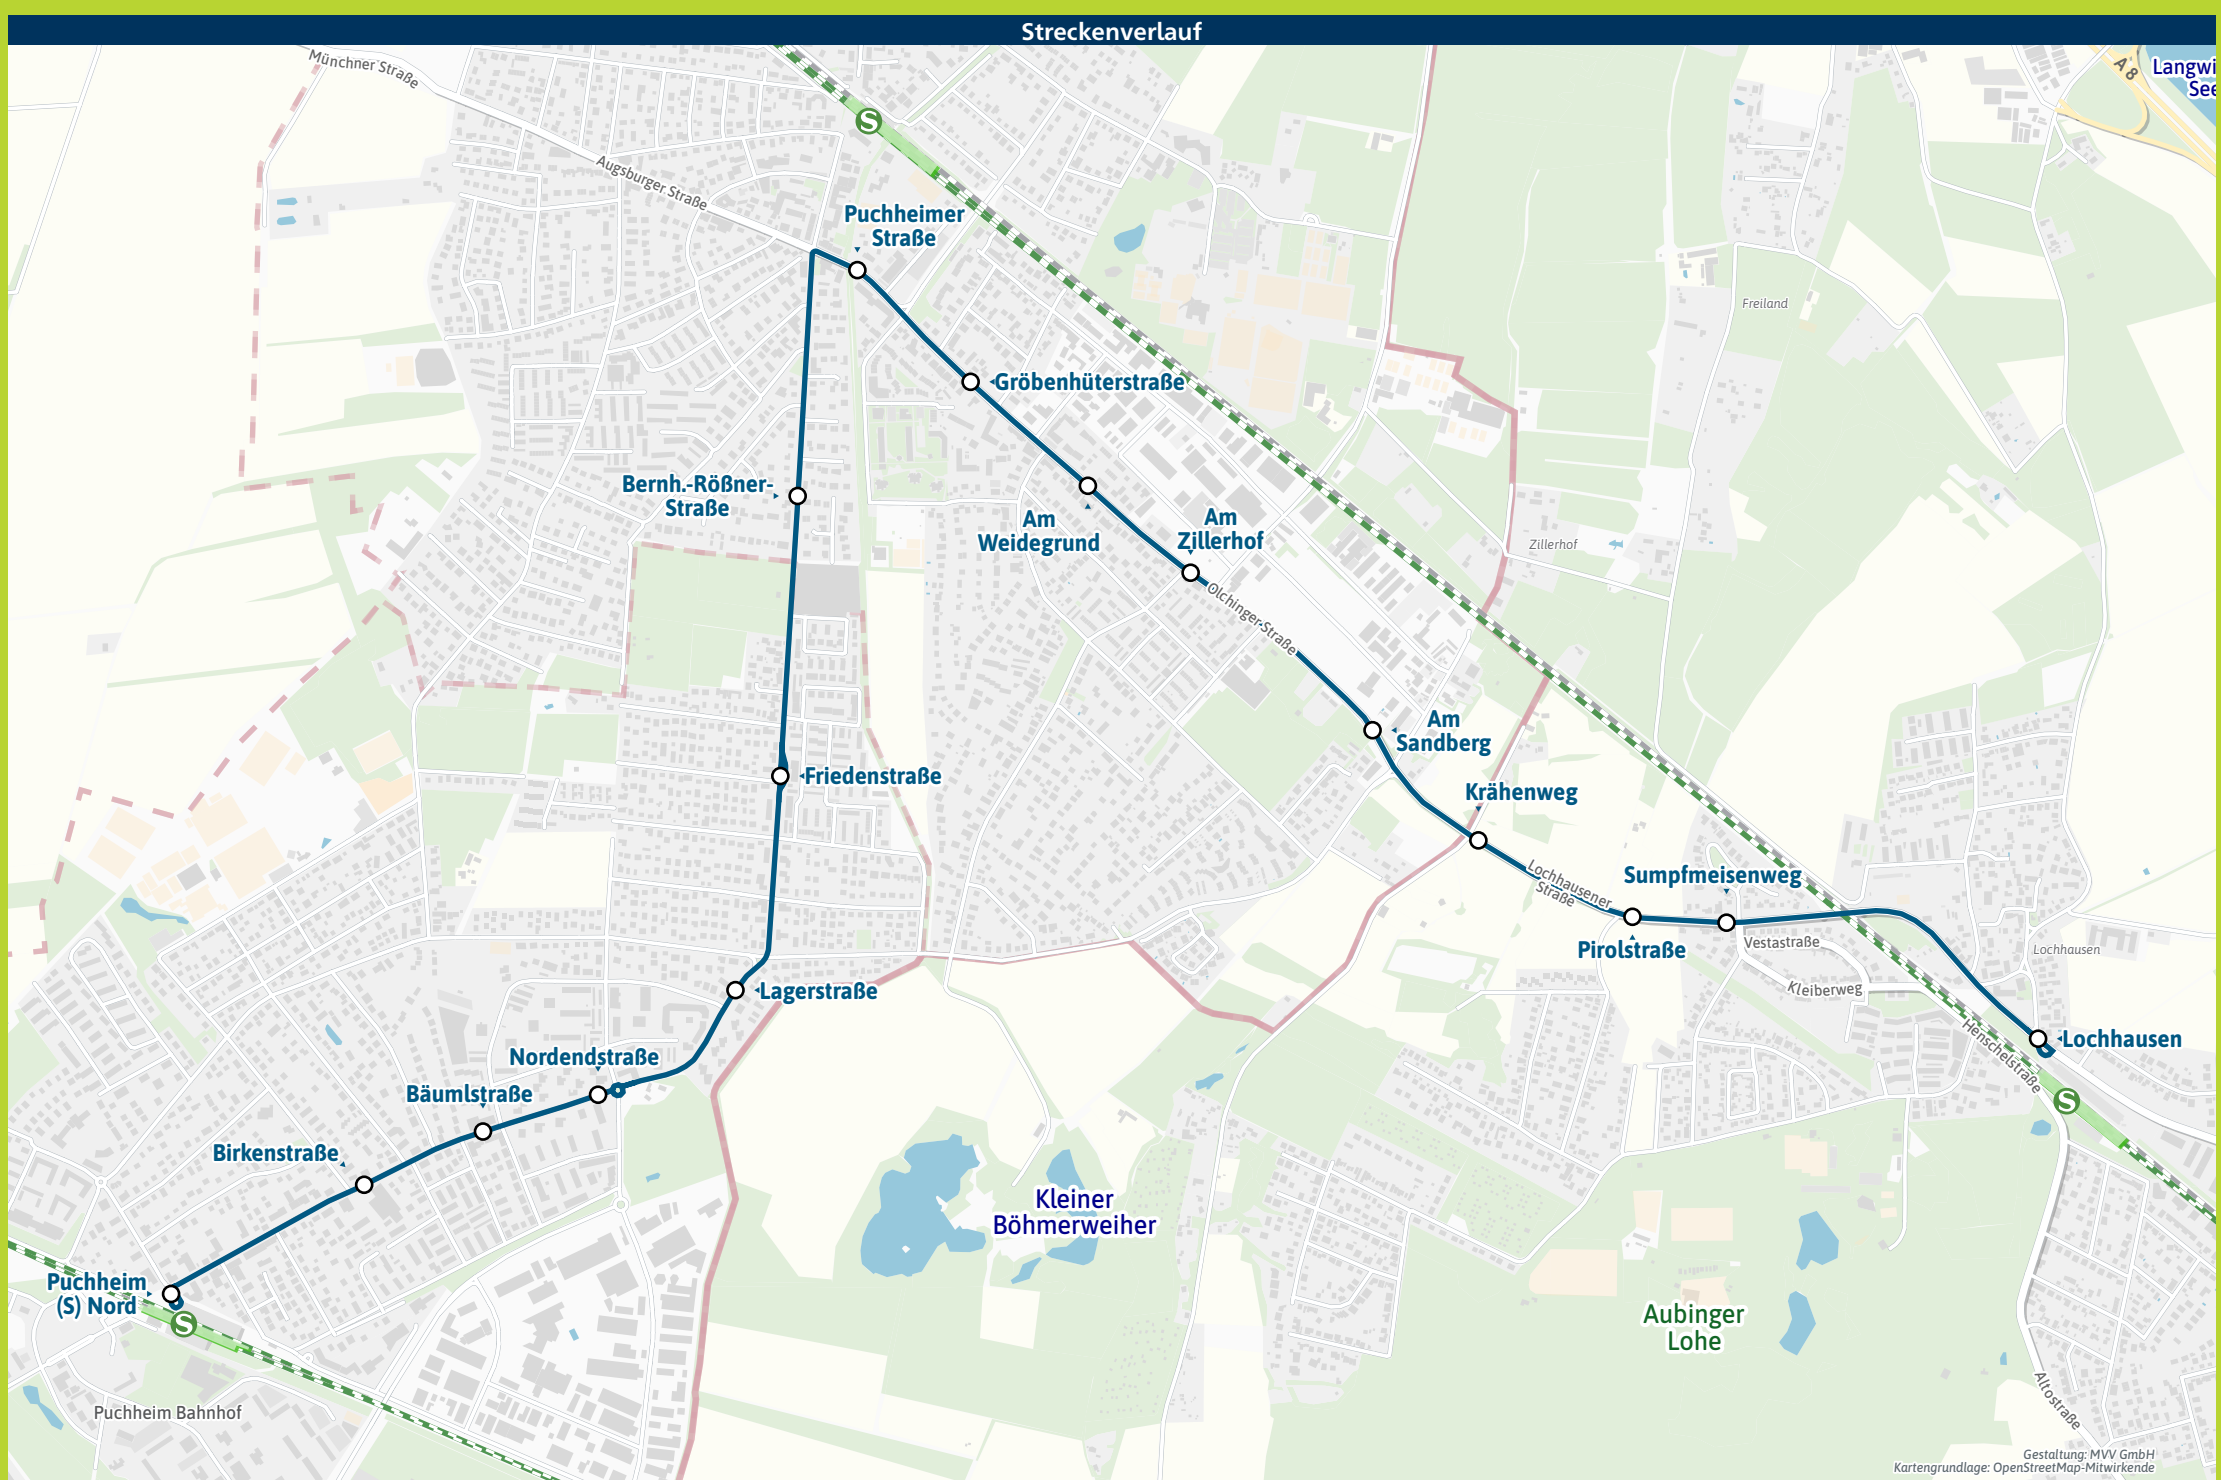 Streckenverlauf
Münchner Straße
A 8
Langwi
See
S
Augsburger Straße
Puchheimer
Straße
Freiland
Gröbenhüterstraße
Bernh.-Rößner-
Straße
Am
Weidegrund
Am
Zillerhof
Zillerhof
Olchinger-Straße
Am
Sandberg
Friedenstraße
Krähenweg
Lochhausener
Straße
Sumpfmeisenweg
Pirolstraße
Vestastraße
Lochhausen
Kleiberweg
Lagerstraße
Henschelstraße
Lochhausen
Nordendstraße
Bäumlstraße
S
Birkenstraße
Kleiner
Böhmerweiher
Puchheim
(S) Nord
S
Aubinger
Lohe
Puchheim Bahnhof
Altostraße
Gestaltung: MVV GmbH
Kartengrundlage: OpenStreetMap-Mitwirkende